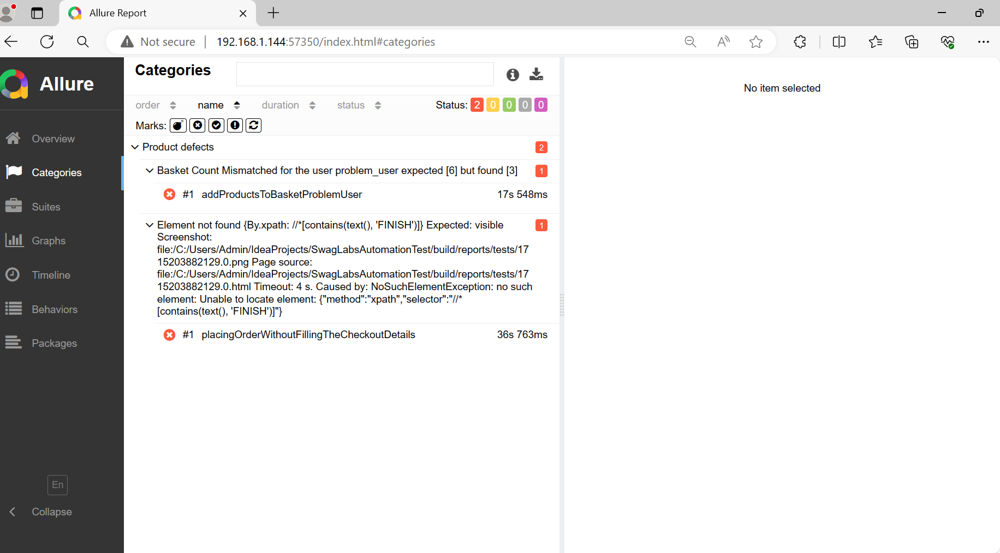 Allure Report
Not secure
192.168.1.144:57350/index.html#categories
Allure
Overview
Categories
Suites
Graphs
Timeline
Behaviors
Packages
En
Collapse
Categories
order name duration status Status: 2 0 0 0 0
Marks:
Product defects 2
Basket Count Mismatched for the user problem_user expected [6] but found [3] 1
#1 addProductsToBasketProblemUser 17s 548ms
Element not found {By.xpath: //*[contains(text(), 'FINISH')]} Expected: visible 1
Screenshot:
file:/C:/Users/Admin/IdeaProjects/SwagLabsAutomationTest/build/reports/tests/17
15203882129.0.png Page source:
file:/C:/Users/Admin/IdeaProjects/SwagLabsAutomationTest/build/reports/tests/17
15203882129.0.html Timeout: 4 s. Caused by: NoSuchElementException: no such
element: Unable to locate element: {"method":"xpath","selector":"//*
[contains(text(), 'FINISH')]"}
#1 placingOrderWithoutFillingTheCheckoutDetails 36s 763ms
No item selected